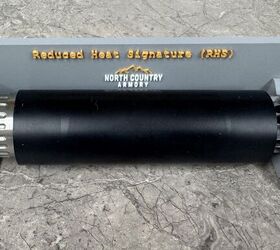 Reduced Heat Signature (RHS)
NORTH COUNTRY
ARMORY